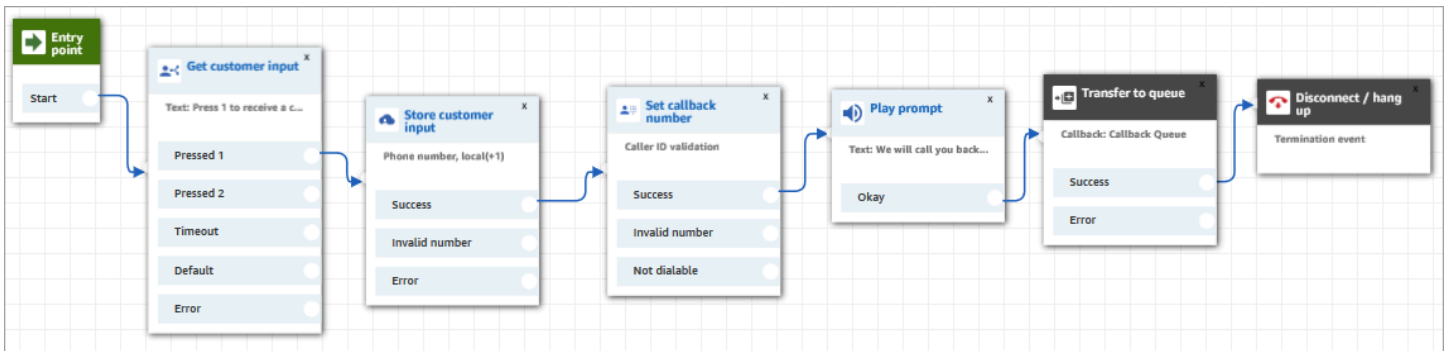 Entry
point
Start
Get customer input
x
Text: Press 1 to receive a c...
Pressed 1
Pressed 2
Timeout
Default
Error
Store customer
input
x
Phone number, local(+1)
Success
Invalid number
Error
Set callback
number
x
Caller ID validation
Success
Invalid number
Not dialable
Play prompt
x
Text: We will call you back...
Okay
Transfer to queue
x
Callback: Callback Queue
Success
Error
Disconnect / hang
up
x
Termination event